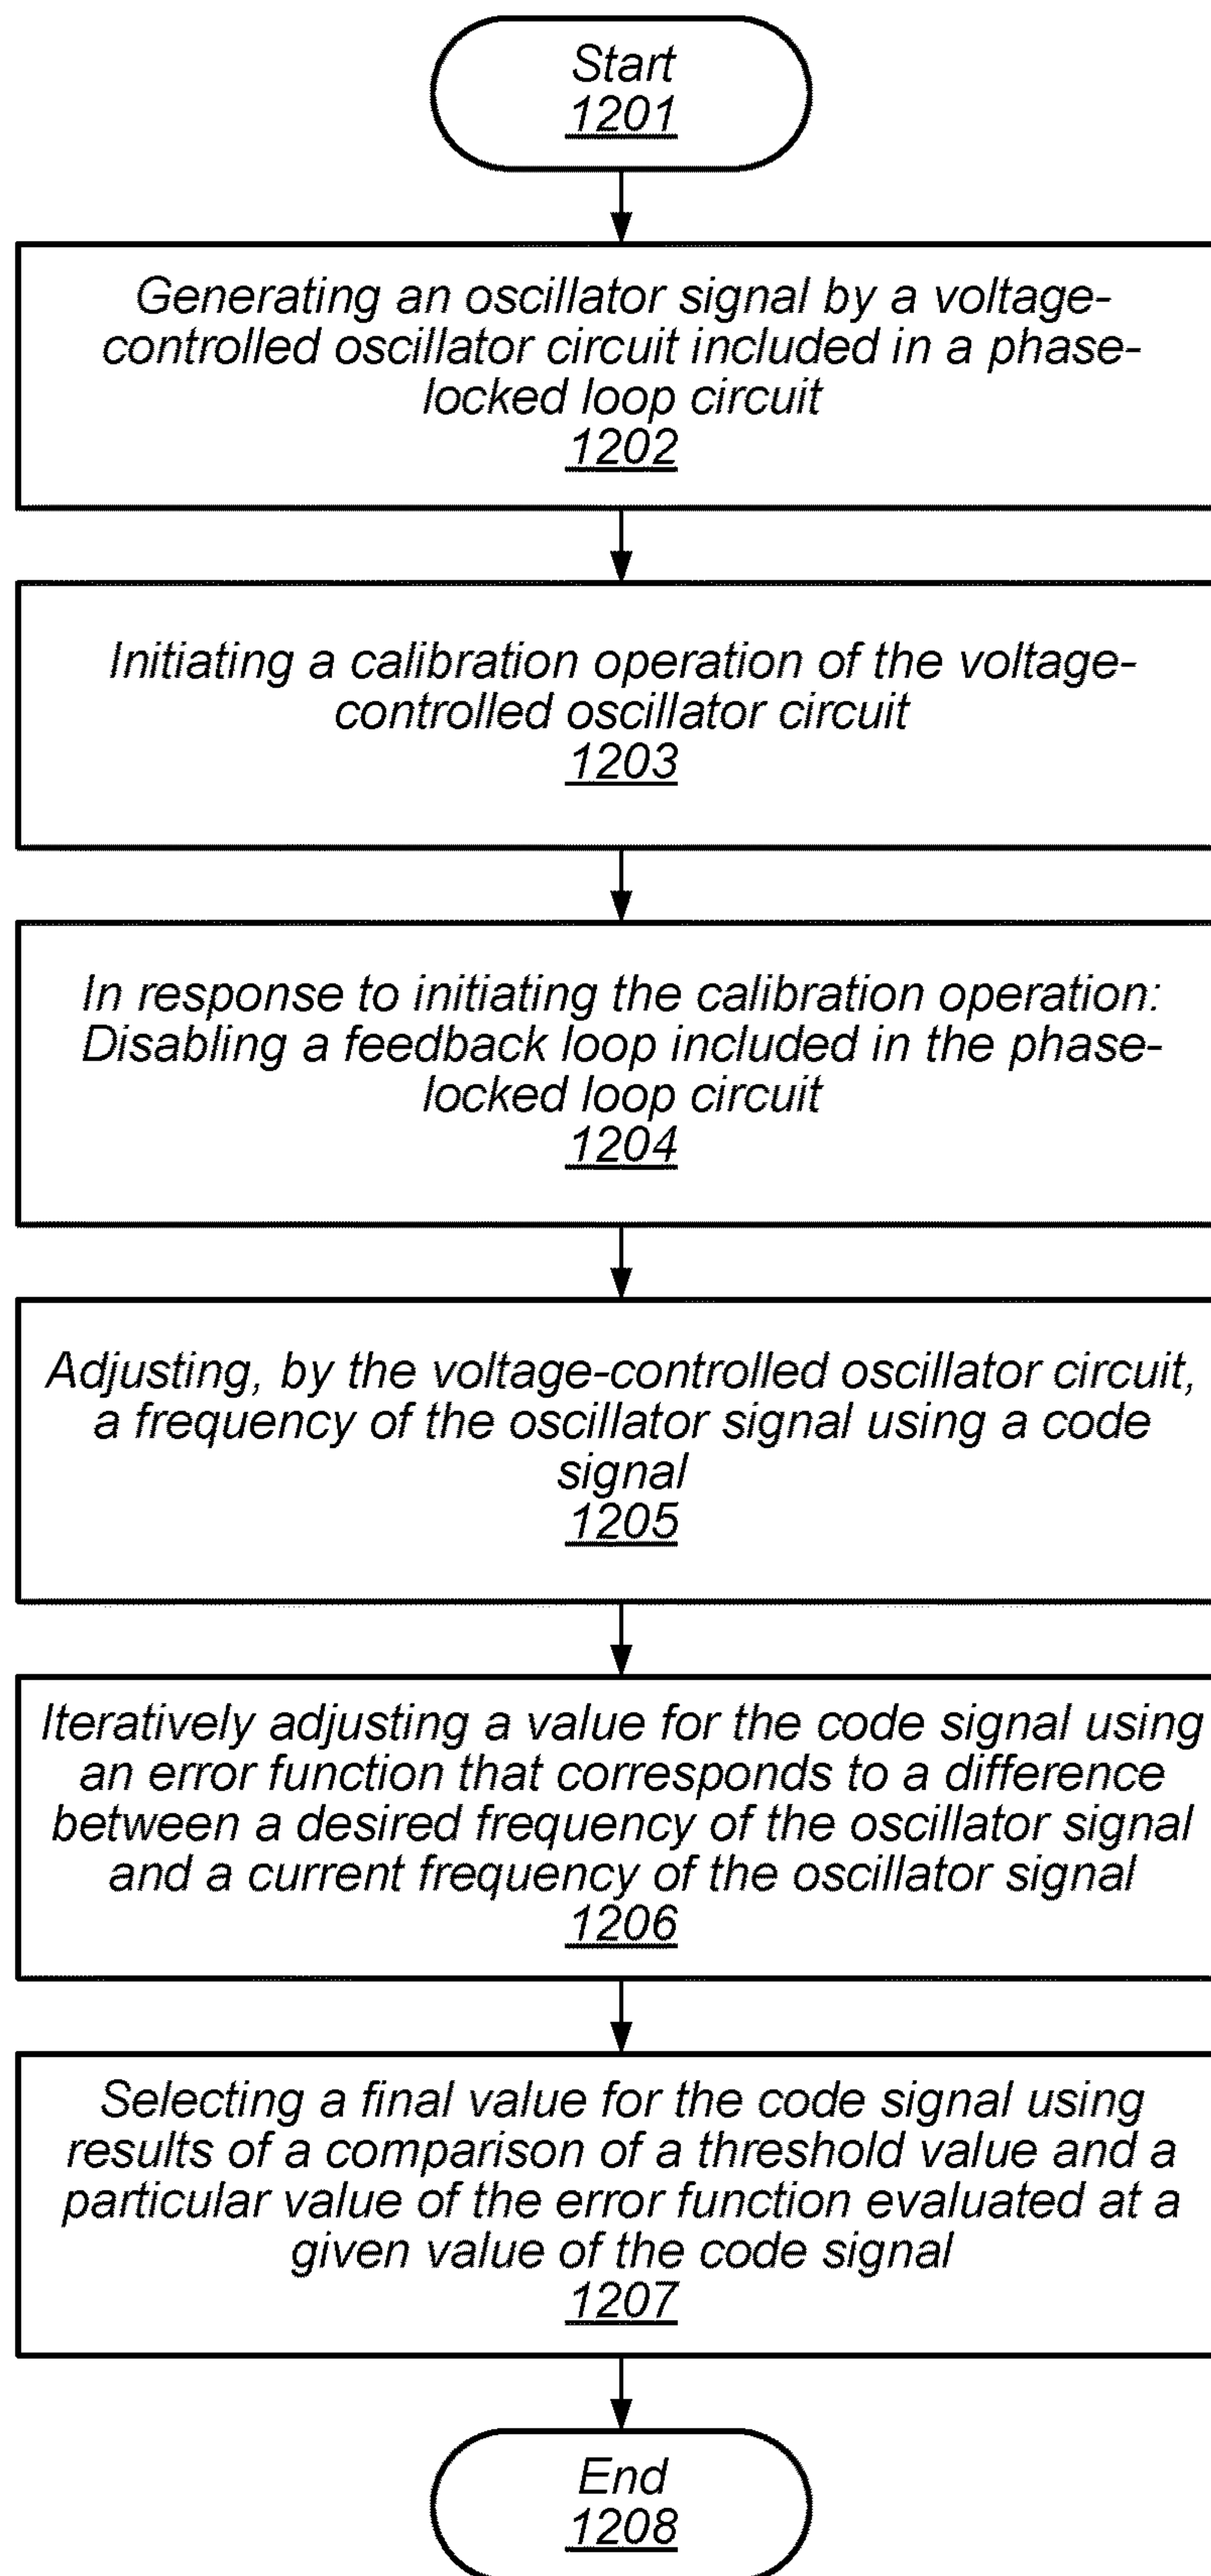 Start
1201
Generating an oscillator signal by a voltage-
controlled oscillator circuit included in a phase-
locked loop circuit
1202
Initiating a calibration operation of the voltage-
controlled oscillator circuit
1203
In response to initiating the calibration operation:
Disabling a feedback loop included in the phase-
locked loop circuit
1204
Adjusting, by the voltage-controlled oscillator circuit,
a frequency of the oscillator signal using a code
signal
1205
Iteratively adjusting a value for the code signal using
an error function that corresponds to a difference
between a desired frequency of the oscillator signal
and a current frequency of the oscillator signal
1206
Selecting a final value for the code signal using
results of a comparison of a threshold value and a
particular value of the error function evaluated at a
given value of the code signal
1207
End
1208